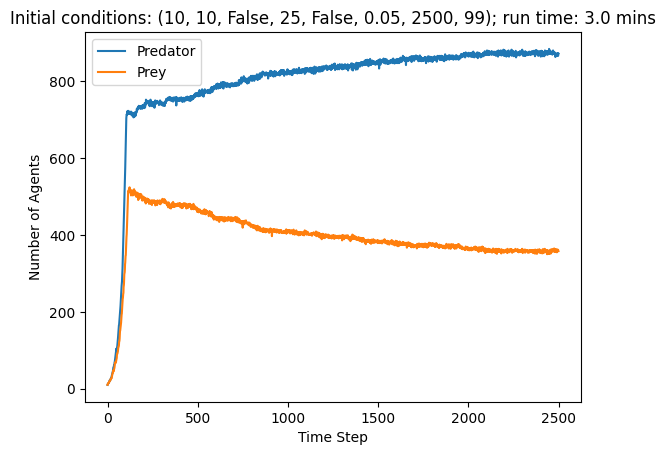 Initial conditions: (10, 10, False, 25, False, 0.05, 2500, 99); run time: 3.0 mins
Predator
Prey
800
600
400
200
0
Number of Agents
0 500 1000 1500 2000 2500
Time Step